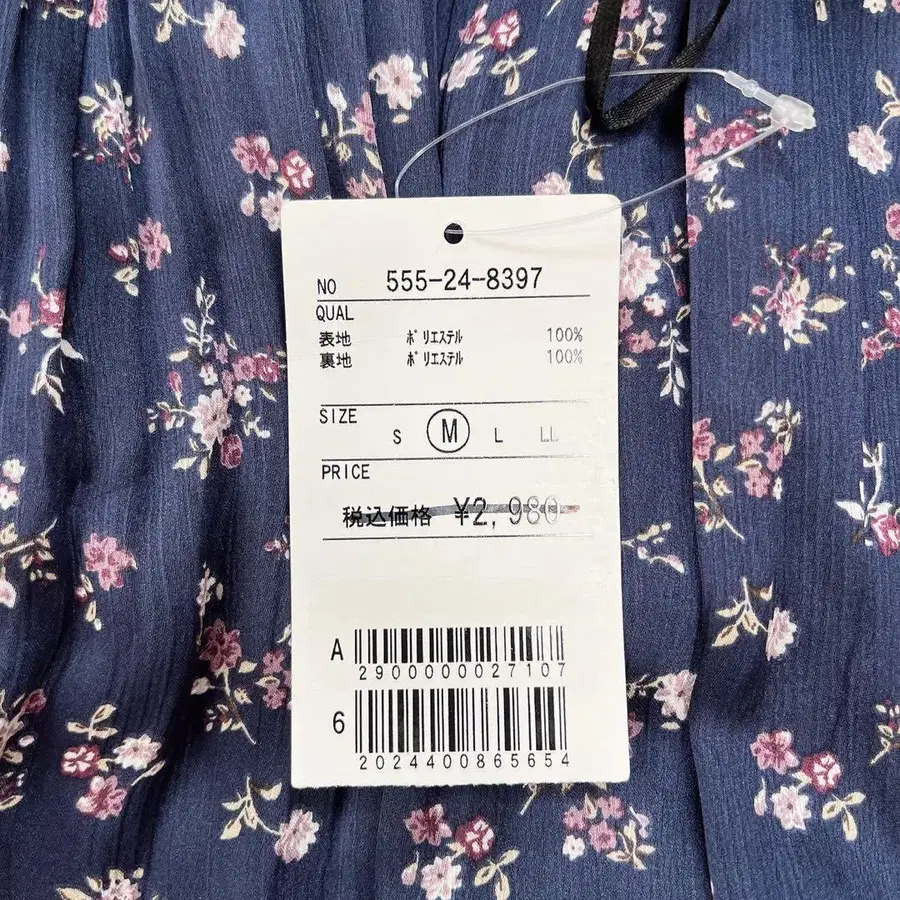 NO 555-24-8397
QUAL
表地 ポリエステル 100%
裏地 ポリエステル 100%
SIZE
S M L LL
PRICE
税込価格 ¥2,980
A
2900000027107
6
2024400865654